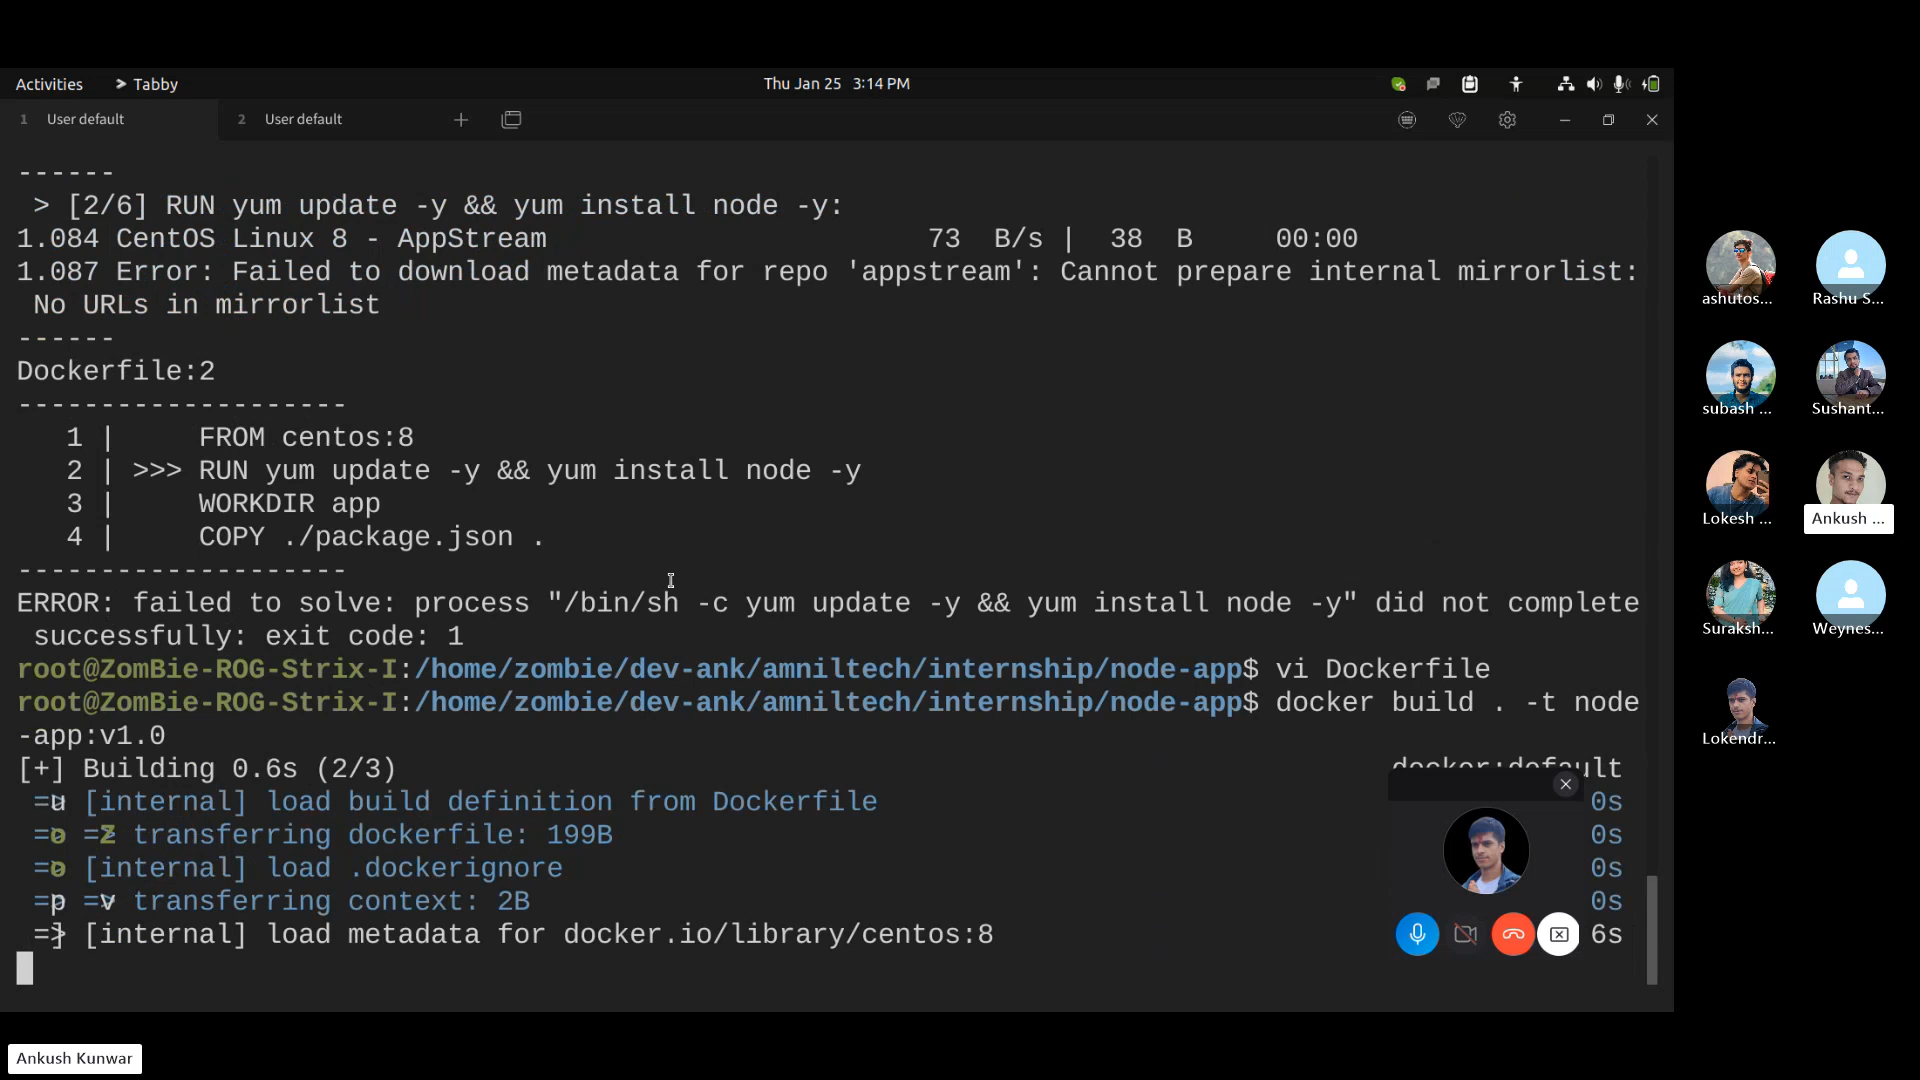 Activities
Tabby
Thu Jan 25 3:14 PM
1 User default
2 User default
------
> [2/6] RUN yum update -y && yum install node -y:
1.084 CentOS Linux 8 - AppStream 73 B/s | 38 B 00:00
1.087 Error: Failed to download metadata for repo 'appstream': Cannot prepare internal mirrorlist:
No URLs in mirrorlist
------
Dockerfile:2
--------------------
1 | FROM centos:8
2 | >>> RUN yum update -y && yum install node -y
3 | WORKDIR app
4 | COPY ./package.json .
--------------------
ERROR: failed to solve: process "/bin/sh -c yum update -y && yum install node -y" did not complete
successfully: exit code: 1
root@ZomBie-ROG-Strix-I:/home/zombie/dev-ank/amniltech/internship/node-app$ vi Dockerfile
root@ZomBie-ROG-Strix-I:/home/zombie/dev-ank/amniltech/internship/node-app$ docker build . -t node
-app:v1.0
[+] Building 0.6s (2/3) docker:default
[internal] load build definition from Dockerfile 0s
transferring dockerfile: 199B 0s
[internal] load .dockerignore 0s
transferring context: 2B 0s
[internal] load metadata for docker.io/library/centos:8 6s
ashutos...
Rashu S...
subash ...
Sushant...
Lokesh ...
Ankush ...
Suraksh...
Weynes...
Lokendr...
Ankush Kunwar